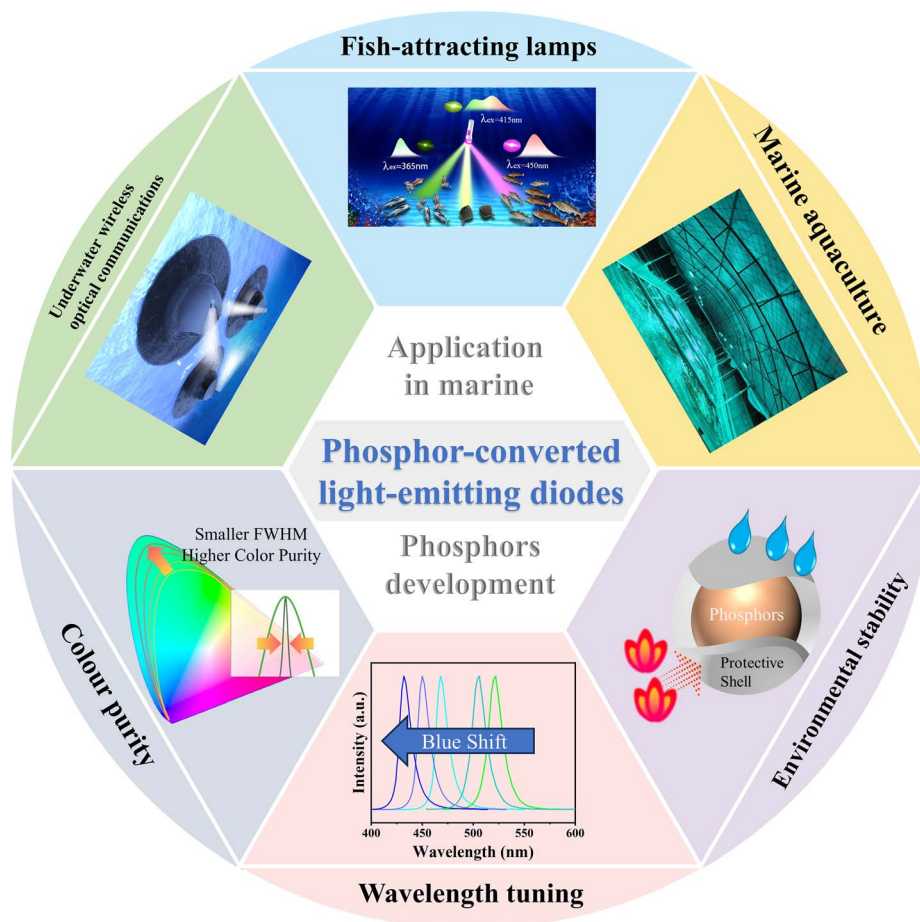 Fish-attracting lamps
λex=415nm
λex=365nm
λex=450nm
Marine aquaculture
Underwater wireless
optical communications
Application
in marine
Phosphor-converted
light-emitting diodes
Phosphors
development
Smaller FWHM
Higher Color Purity
Colour purity
Phosphors
Protective
Shell
Environmental stability
Intensity (a.u.)
Blue Shift
400 450 500 550 600
Wavelength (nm)
Wavelength tuning